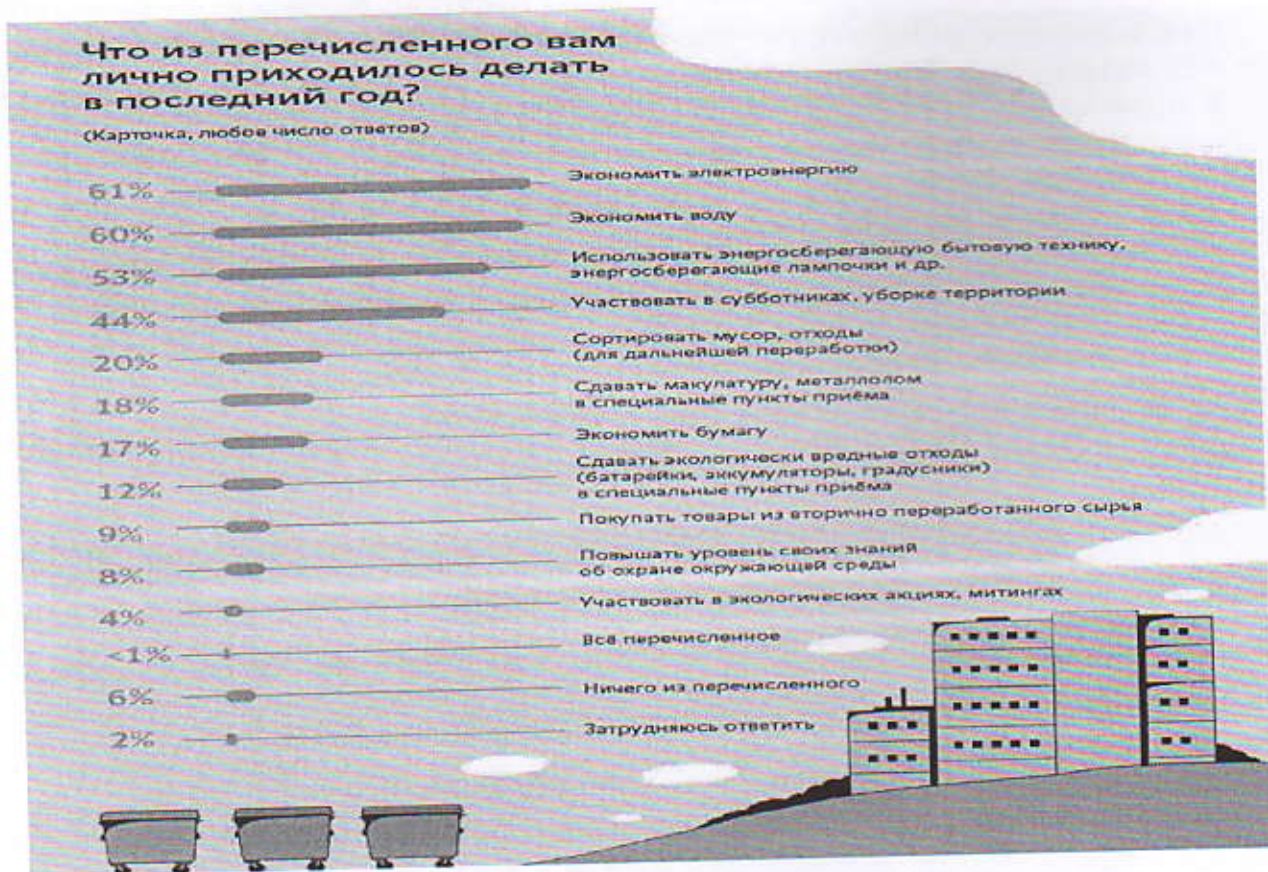 Что из перечисленного вам
лично приходилось делать
в последний год?
(Карточка, любое число ответов)
61% Экономить электроэнергию
60% Экономить воду
53% Использовать энергосберегающую бытовую технику,
энергосберегающие лампочки и др.
44% Участвовать в субботниках, уборке территории
20% Сортировать мусор, отходы
(для дальнейшей переработки)
18% Сдавать макулатуру, металлолом
в специальные пункты приёма
17% Экономить бумагу
12% Сдавать экологически вредные отходы
(батарейки, аккумуляторы, градусники)
в специальные пункты приёма
9% Покупать товары из вторично переработанного сырья
8% Повышать уровень своих знаний
об охране окружающей среды
4% Участвовать в экологических акциях, митингах
<1% Всё перечисленное
6% Ничего из перечисленного
2% Затрудняюсь ответить